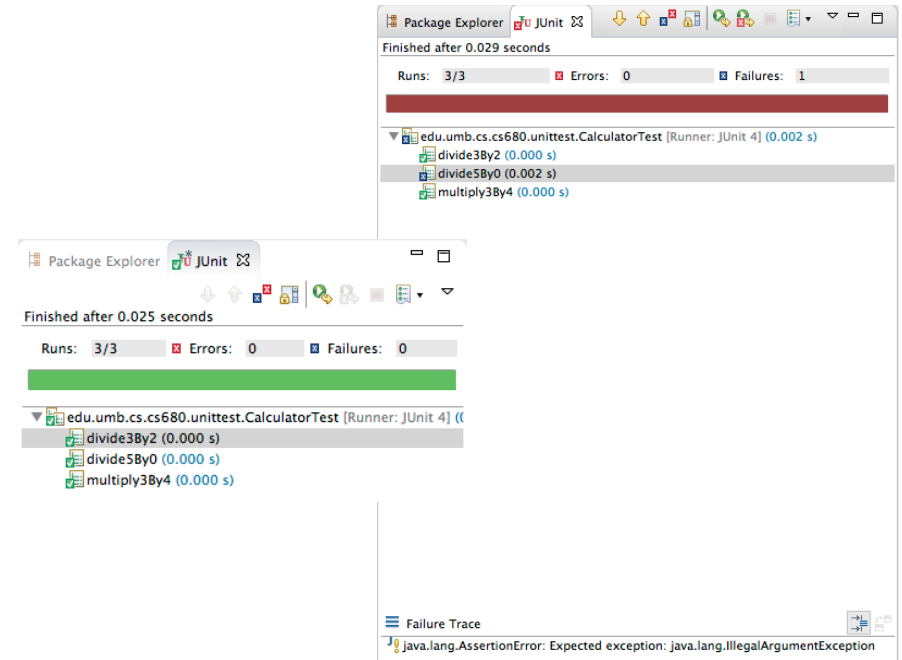 Package Explorer JUnit
Finished after 0.029 seconds
Runs: 3/3 Errors: 0 Failures: 1
edu.umb.cs.cs680.unittest.CalculatorTest [Runner: JUnit 4] (0.002 s)
divide3By2 (0.000 s)
divide5By0 (0.002 s)
multiply3By4 (0.000 s)
Package Explorer JUnit
Finished after 0.025 seconds
Runs: 3/3 Errors: 0 Failures: 0
edu.umb.cs.cs680.unittest.CalculatorTest [Runner: JUnit 4] (0
divide3By2 (0.000 s)
divide5By0 (0.000 s)
multiply3By4 (0.000 s)
Failure Trace
java.lang.AssertionError: Expected exception: java.lang.IllegalArgumentException